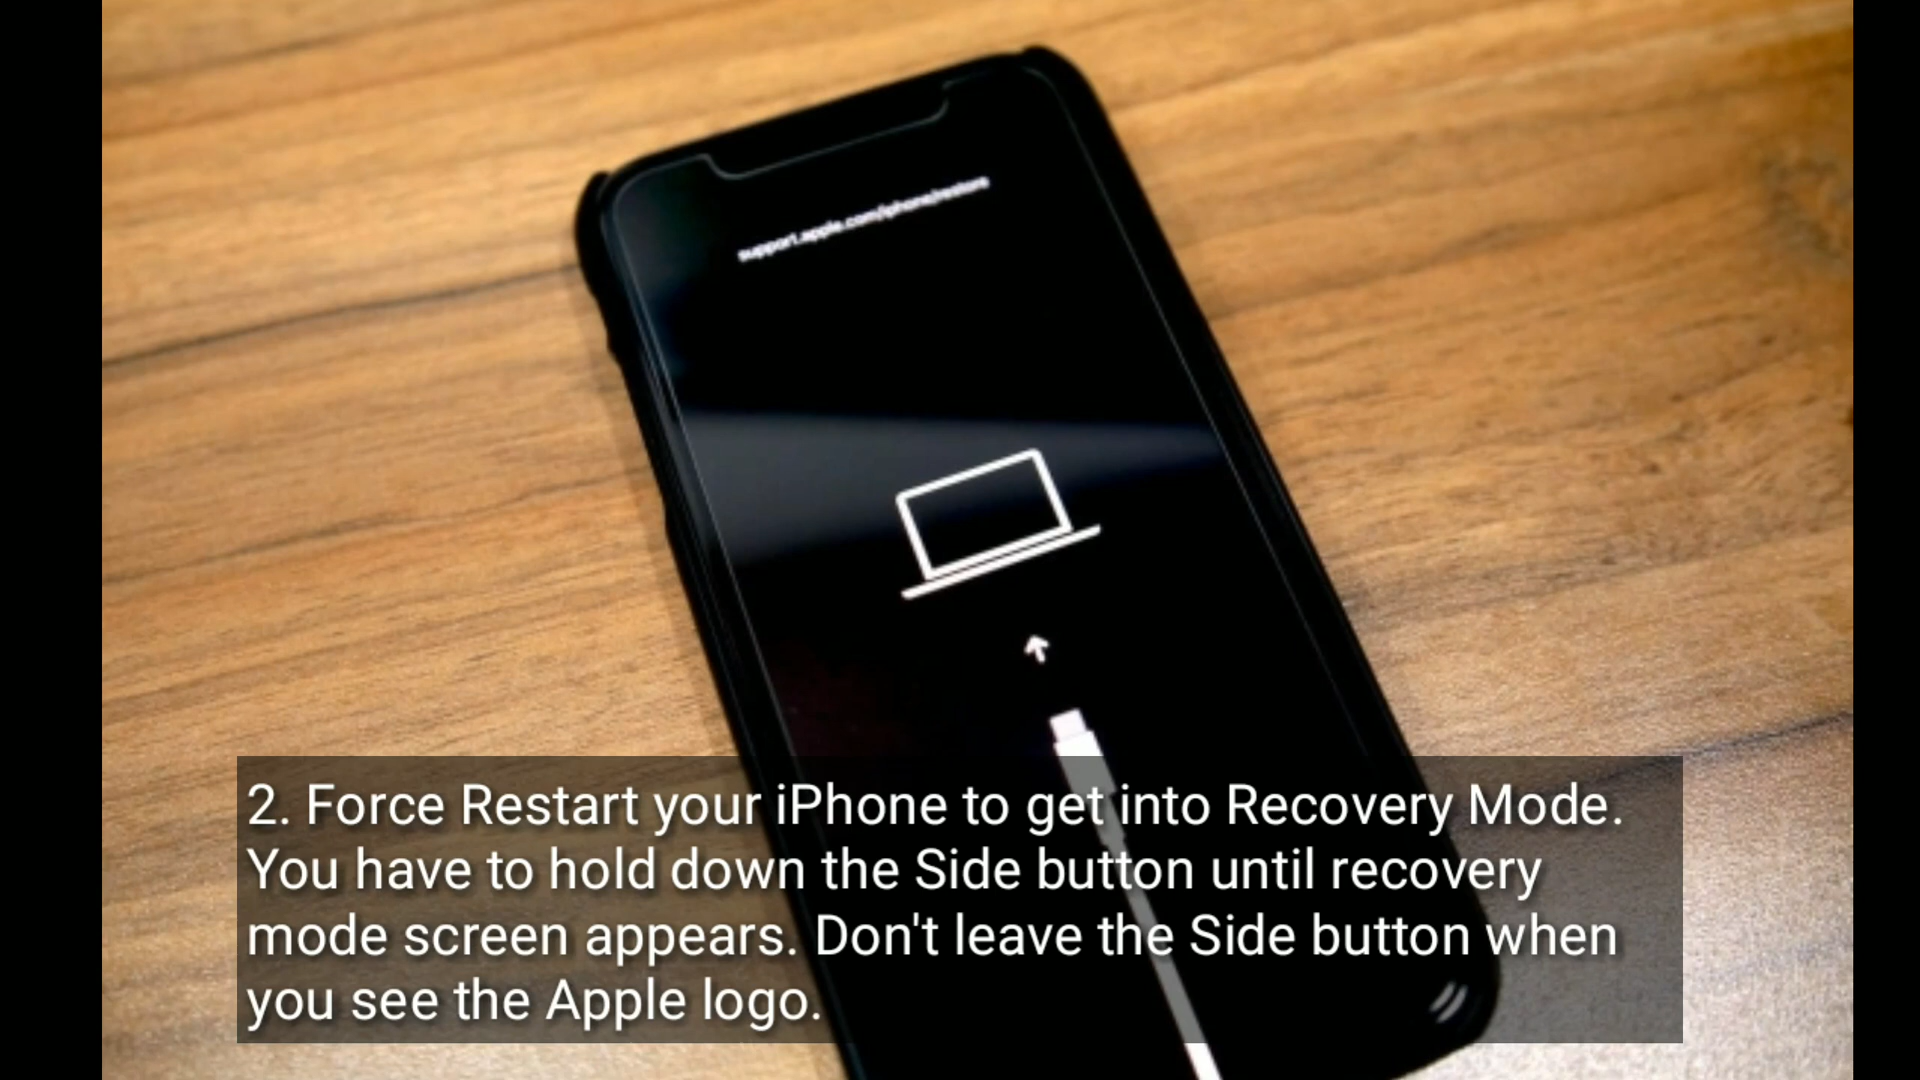 support.apple.com/iphone/restore
2. Force Restart your iPhone to get into Recovery Mode.
You have to hold down the Side button until recovery
mode screen appears. Don't leave the Side button when
you see the Apple logo.